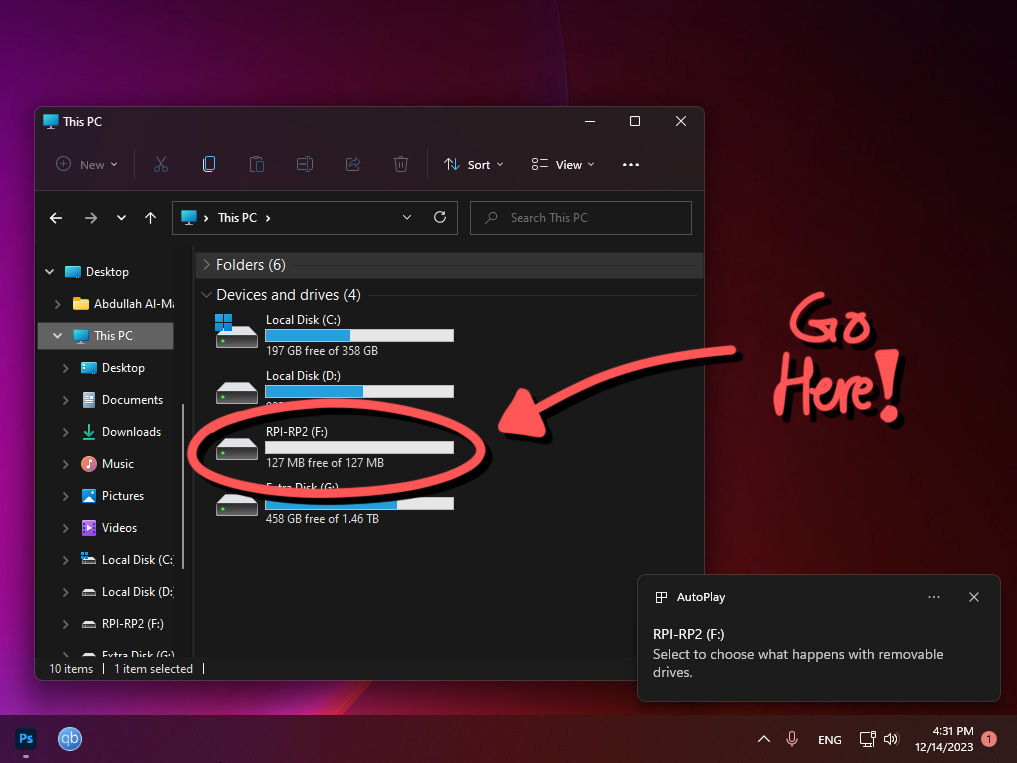 This PC
New
Sort
View
This PC
Search This PC
Desktop
Abdullah Al-Ma
This PC
Desktop
Documents
Downloads
Music
Pictures
Videos
Local Disk (C:
Local Disk (D:
RPI-RP2 (F:)
Extra Disk (G:)
Folders (6)
Devices and drives (4)
Local Disk (C:)
197 GB free of 358 GB
Local Disk (D:)
RPI-RP2 (F:)
127 MB free of 127 MB
Extra Disk (G:)
458 GB free of 1.46 TB
10 items
1 item selected
Go
Here!
AutoPlay
RPI-RP2 (F:)
Select to choose what happens with removable
drives.
Ps
qb
ENG
4:31 PM
12/14/2023
1